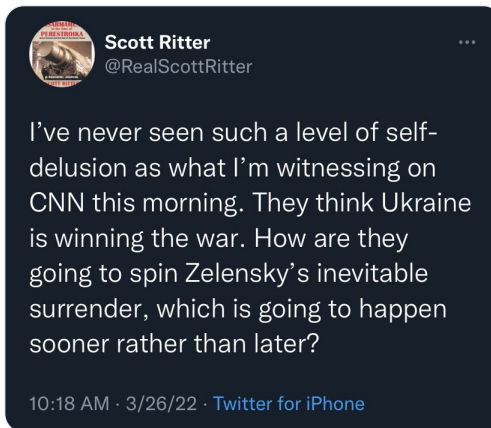 PERESTROIKA
Scott Ritter
@RealScottRitter
I’ve never seen such a level of self-
delusion as what I’m witnessing on
CNN this morning. They think Ukraine
is winning the war. How are they
going to spin Zelensky’s inevitable
surrender, which is going to happen
sooner rather than later?
10:18 AM · 3/26/22 · Twitter for iPhone